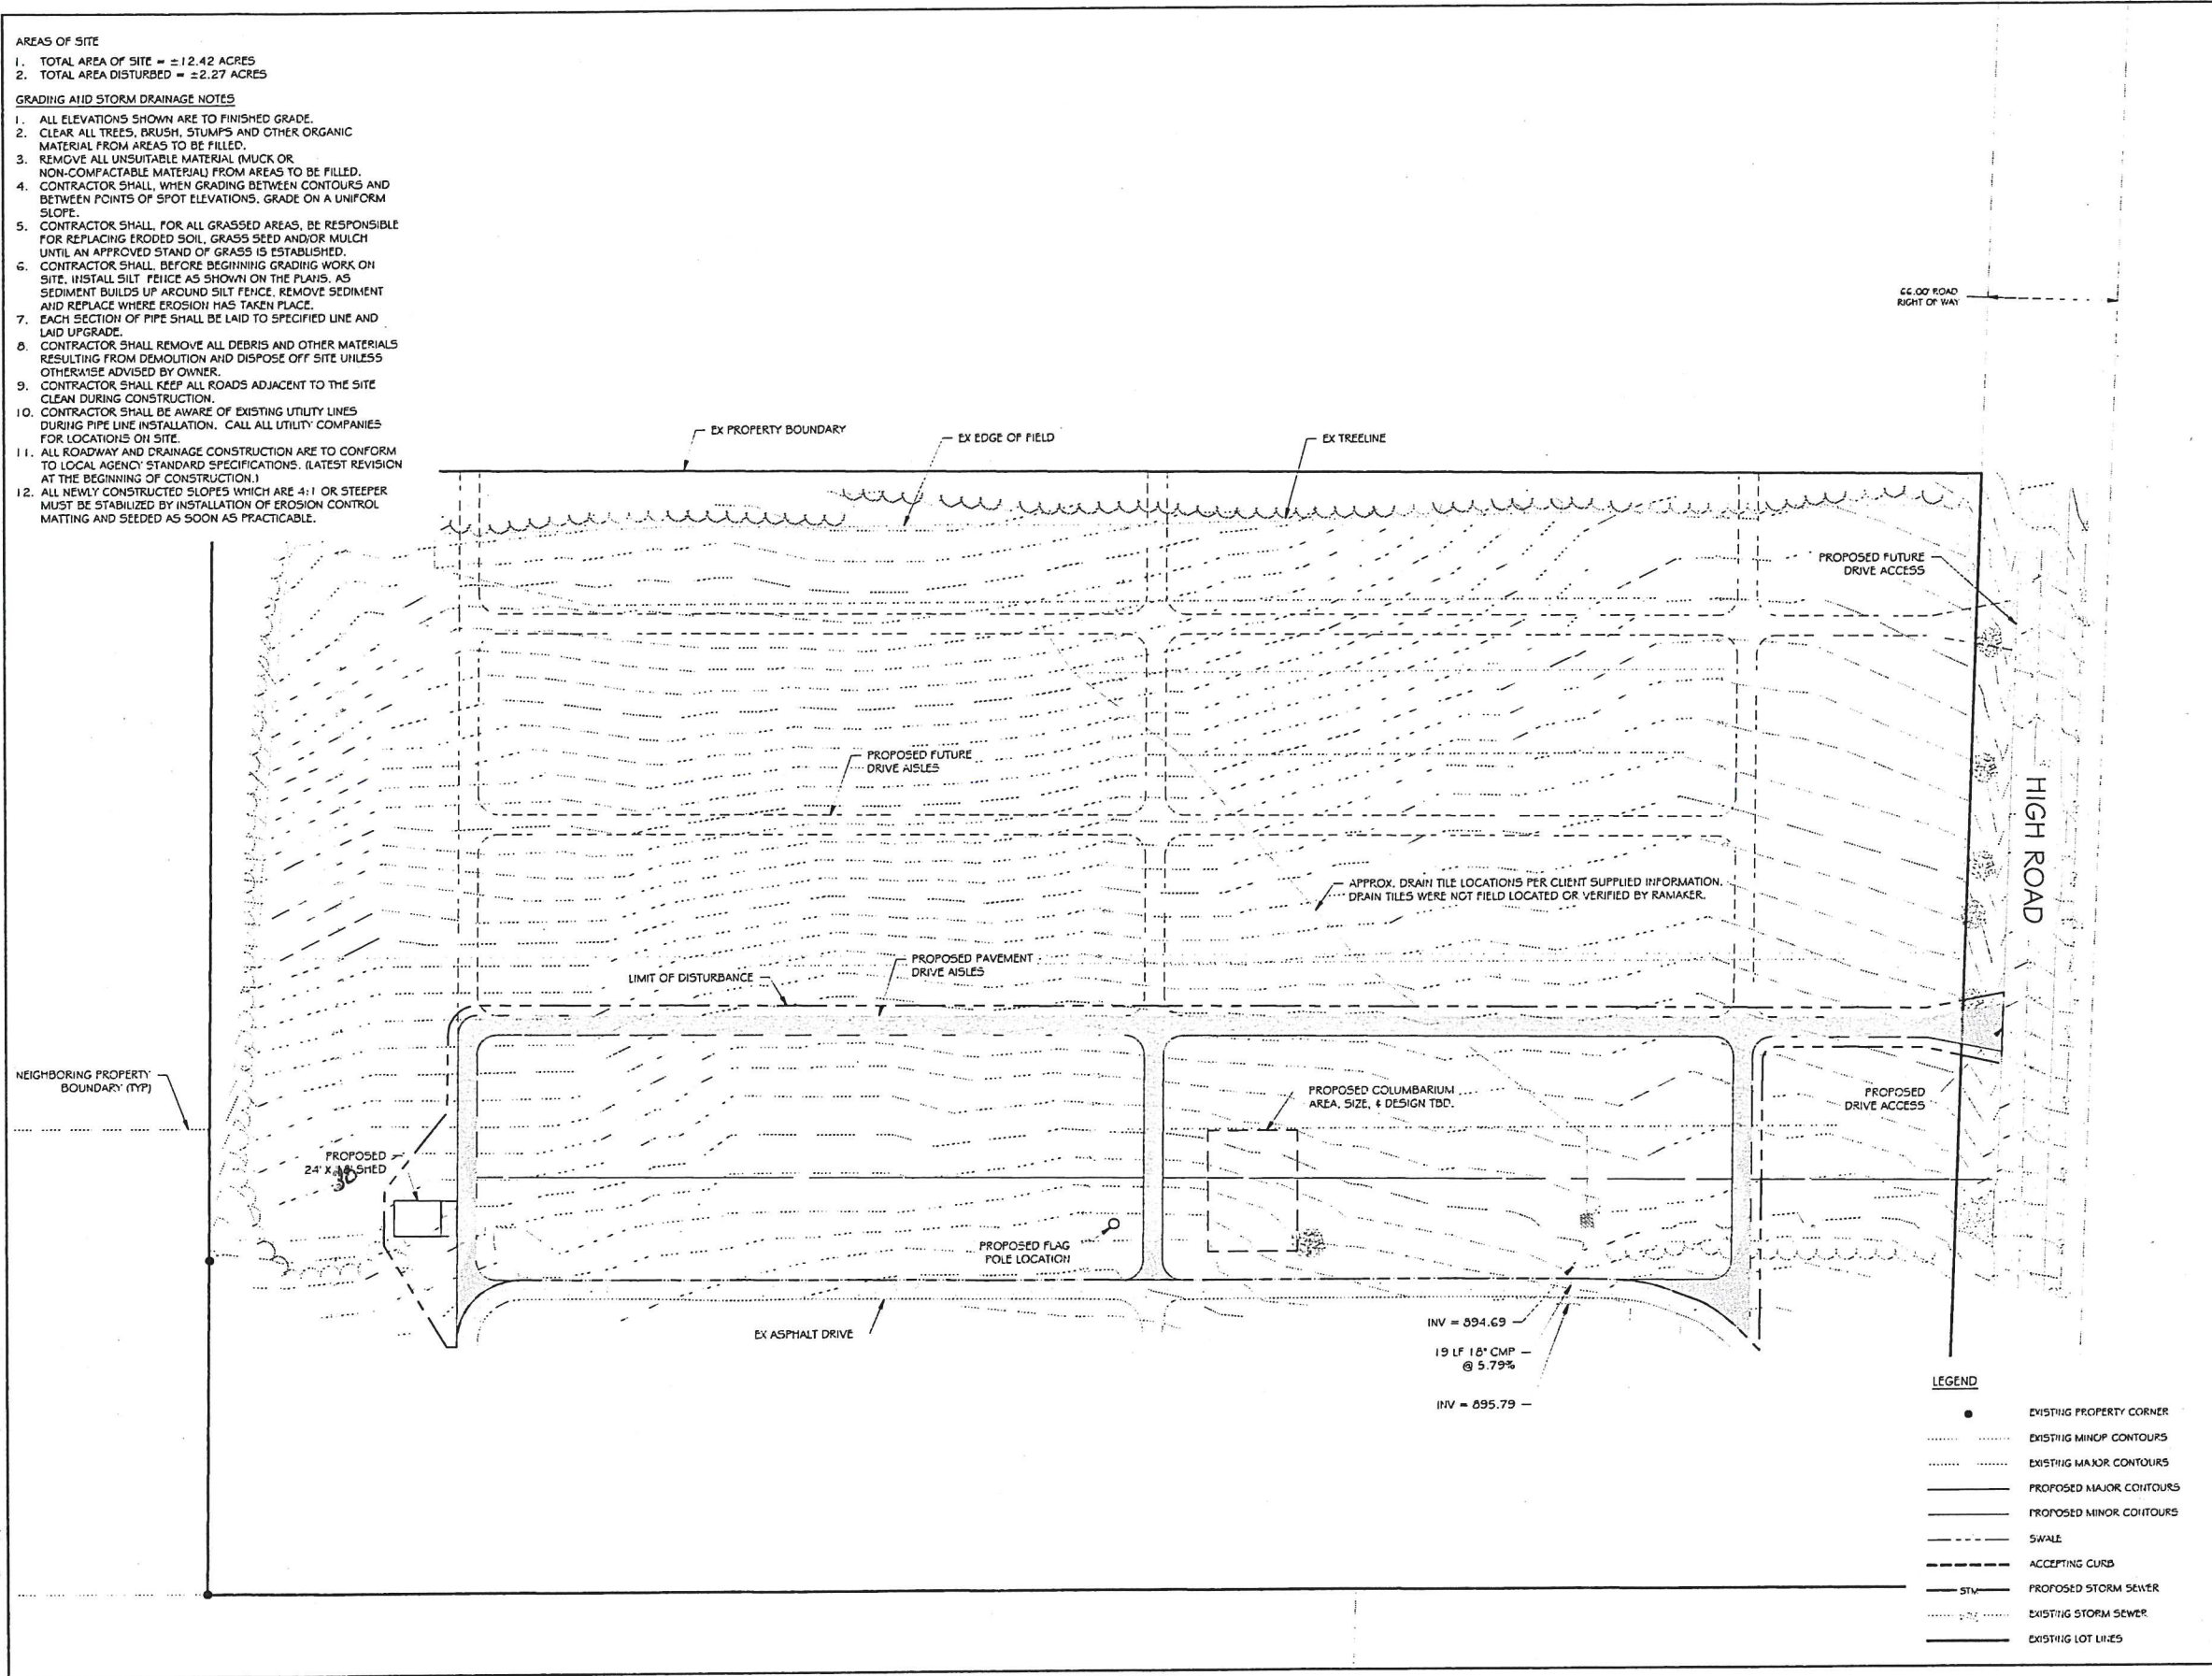 AREAS OF SITE
1. TOTAL AREA OF SITE = ±12.42 ACRES
2. TOTAL AREA DISTURBED = ±2.27 ACRES
GRADING AND STORM DRAINAGE NOTES
1. ALL ELEVATIONS SHOWN ARE TO FINISHED GRADE.
2. CLEAR ALL TREES, BRUSH, STUMPS AND OTHER ORGANIC
MATERIAL FROM AREAS TO BE FILLED.
3. REMOVE ALL UNSUITABLE MATERIAL (MUCK OR
NON-COMPACTABLE MATERIAL) FROM AREAS TO BE FILLED.
4. CONTRACTOR SHALL, WHEN GRADING BETWEEN CONTOURS AND
BETWEEN POINTS OF SPOT ELEVATIONS, GRADE ON A UNIFORM
SLOPE.
5. CONTRACTOR SHALL, FOR ALL GRASSED AREAS, BE RESPONSIBLE
FOR REPLACING ERODED SOIL, GRASS SEED AND/OR MULCH
UNTIL AN APPROVED STAND OF GRASS IS ESTABLISHED.
6. CONTRACTOR SHALL, BEFORE BEGINNING GRADING WORK ON
SITE, INSTALL SILT FENCE AS SHOWN ON THE PLANS. AS
SEDIMENT BUILDS UP AROUND SILT FENCE, REMOVE SEDIMENT
AND REPLACE WHERE EROSION HAS TAKEN PLACE.
7. EACH SECTION OF PIPE SHALL BE LAID TO SPECIFIED LINE AND
LAID UPGRADE.
8. CONTRACTOR SHALL REMOVE ALL DEBRIS AND OTHER MATERIALS
RESULTING FROM DEMOLITION AND DISPOSE OFF SITE UNLESS
OTHERWISE ADVISED BY OWNER.
9. CONTRACTOR SHALL KEEP ALL ROADS ADJACENT TO THE SITE
CLEAN DURING CONSTRUCTION.
10. CONTRACTOR SHALL BE AWARE OF EXISTING UTILITY LINES
DURING PIPE LINE INSTALLATION. CALL ALL UTILITY COMPANIES
FOR LOCATIONS ON SITE.
11. ALL ROADWAY AND DRAINAGE CONSTRUCTION ARE TO CONFORM
TO LOCAL AGENCY STANDARD SPECIFICATIONS. (LATEST REVISION
AT THE BEGINNING OF CONSTRUCTION.)
12. ALL NEWLY CONSTRUCTED SLOPES WHICH ARE 4:1 OR STEEPER
MUST BE STABILIZED BY INSTALLATION OF EROSION CONTROL
MATTING AND SEEDED AS SOON AS PRACTICABLE.
66.00' ROAD
RIGHT OF WAY
EX PROPERTY BOUNDARY
EX EDGE OF FIELD
EX TREELINE
PROPOSED FUTURE
DRIVE ACCESS
PROPOSED FUTURE
DRIVE AISLES
HIGH ROAD
APPROX. DRAIN TILE LOCATIONS PER CLIENT SUPPLIED INFORMATION.
DRAIN TILES WERE NOT FIELD LOCATED OR VERIFIED BY RAMAKER.
PROPOSED PAVEMENT
DRIVE AISLES
LIMIT OF DISTURBANCE
NEIGHBORING PROPERTY
BOUNDARY (TYP)
PROPOSED COLUMBARIUM
AREA, SIZE, & DESIGN TBD.
PROPOSED
DRIVE ACCESS
PROPOSED
24' X SHED
30
PROPOSED FLAG
POLE LOCATION
EX ASPHALT DRIVE
INV = 894.69
19 LF 18" CMP
@ 5.79%
INV = 895.79
LEGEND
EXISTING PROPERTY CORNER
EXISTING MINOR CONTOURS
EXISTING MAJOR CONTOURS
PROPOSED MAJOR CONTOURS
PROPOSED MINOR CONTOURS
SWALE
ACCEPTING CURB
STM PROPOSED STORM SEWER
EXISTING STORM SEWER
EXISTING LOT LINES